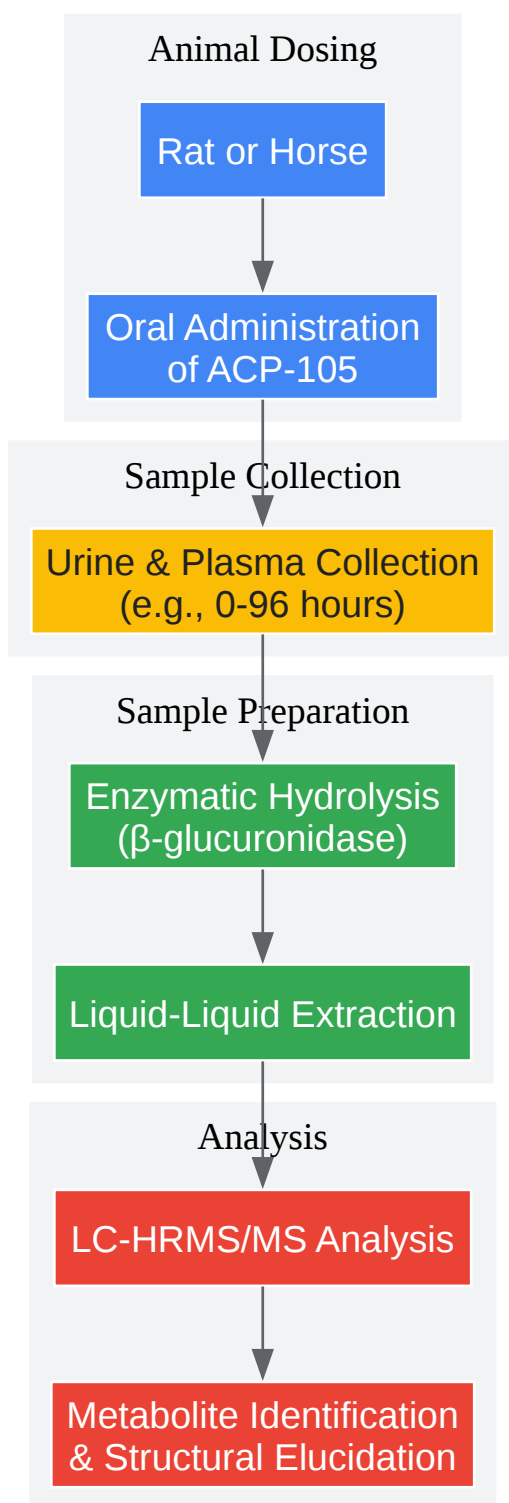 Animal Dosing
Rat or Horse
Oral Administration
of ACP-105
Sample Collection
Urine & Plasma Collection
(e.g., 0-96 hours)
Sample Preparation
Enzymatic Hydrolysis
(β-glucuronidase)
Liquid-Liquid Extraction
Analysis
LC-HRMS/MS Analysis
Metabolite Identification
& Structural Elucidation